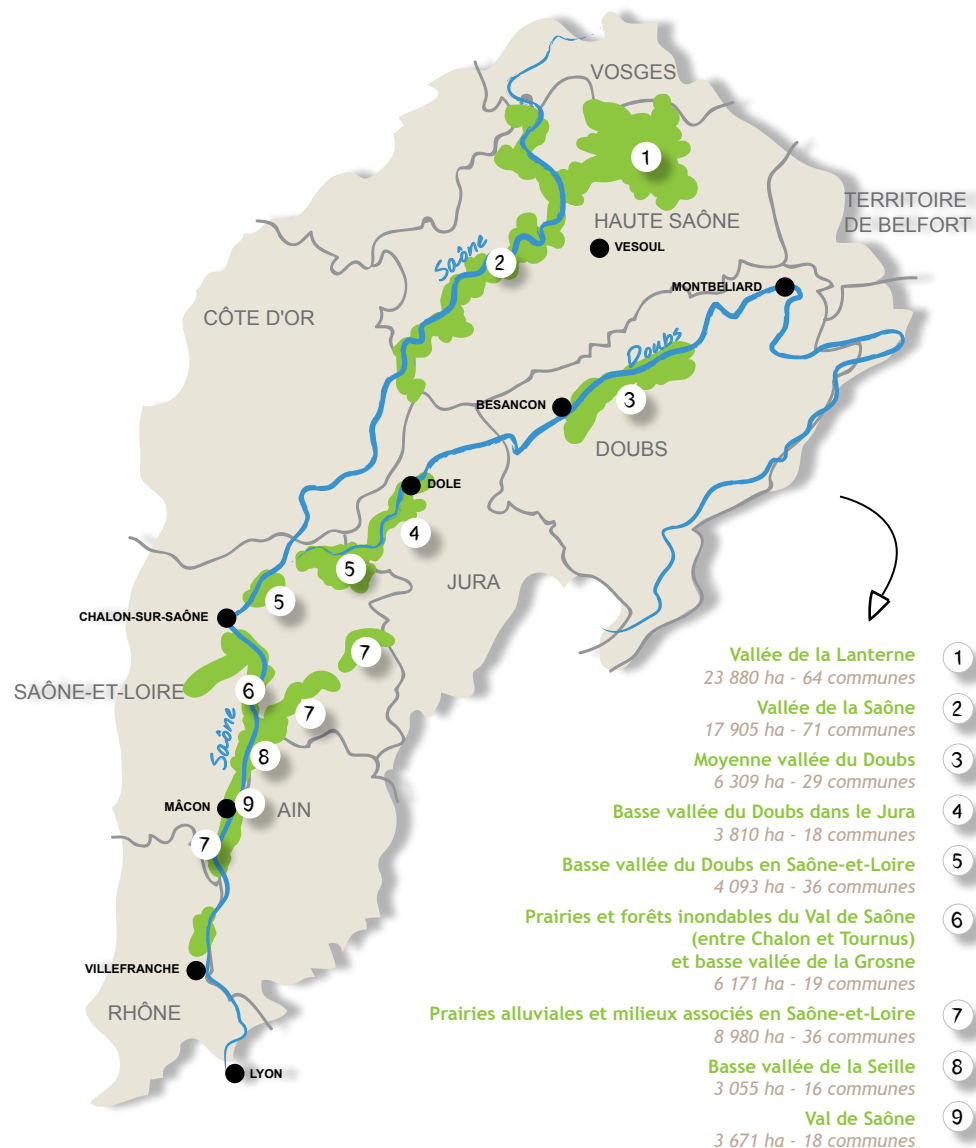 VOSGES
1
TERRITOIRE
DE BELFORT
HAUTE SAÔNE
VESOUL
Saône
2
MONTBELIARD
CÔTE D'OR
Doubs
3
BESANCON
DOUBS
DOLE
4
5
JURA
5
CHALON-SUR-SAÔNE
7
SAÔNE-ET-LOIRE
6
7
Saône
8
MÂCON
9
AIN
7
VILLEFRANCHE
RHÔNE
LYON
Vallée de la Lanterne
1
23 880 ha - 64 communes
Vallée de la Saône
2
17 905 ha - 71 communes
Moyenne vallée du Doubs
3
6 309 ha - 29 communes
Basse vallée du Doubs dans le Jura
4
3 810 ha - 18 communes
Basse vallée du Doubs en Saône-et-Loire
5
4 093 ha - 36 communes
Prairies et forêts inondables du Val de Saône
6
(entre Chalon et Tournus)
et basse vallée de la Grosne
6 171 ha - 19 communes
Prairies alluviales et milieux associés en Saône-et-Loire
7
8 980 ha - 36 communes
Basse vallée de la Seille
8
3 055 ha - 16 communes
Val de Saône
9
3 671 ha - 18 communes